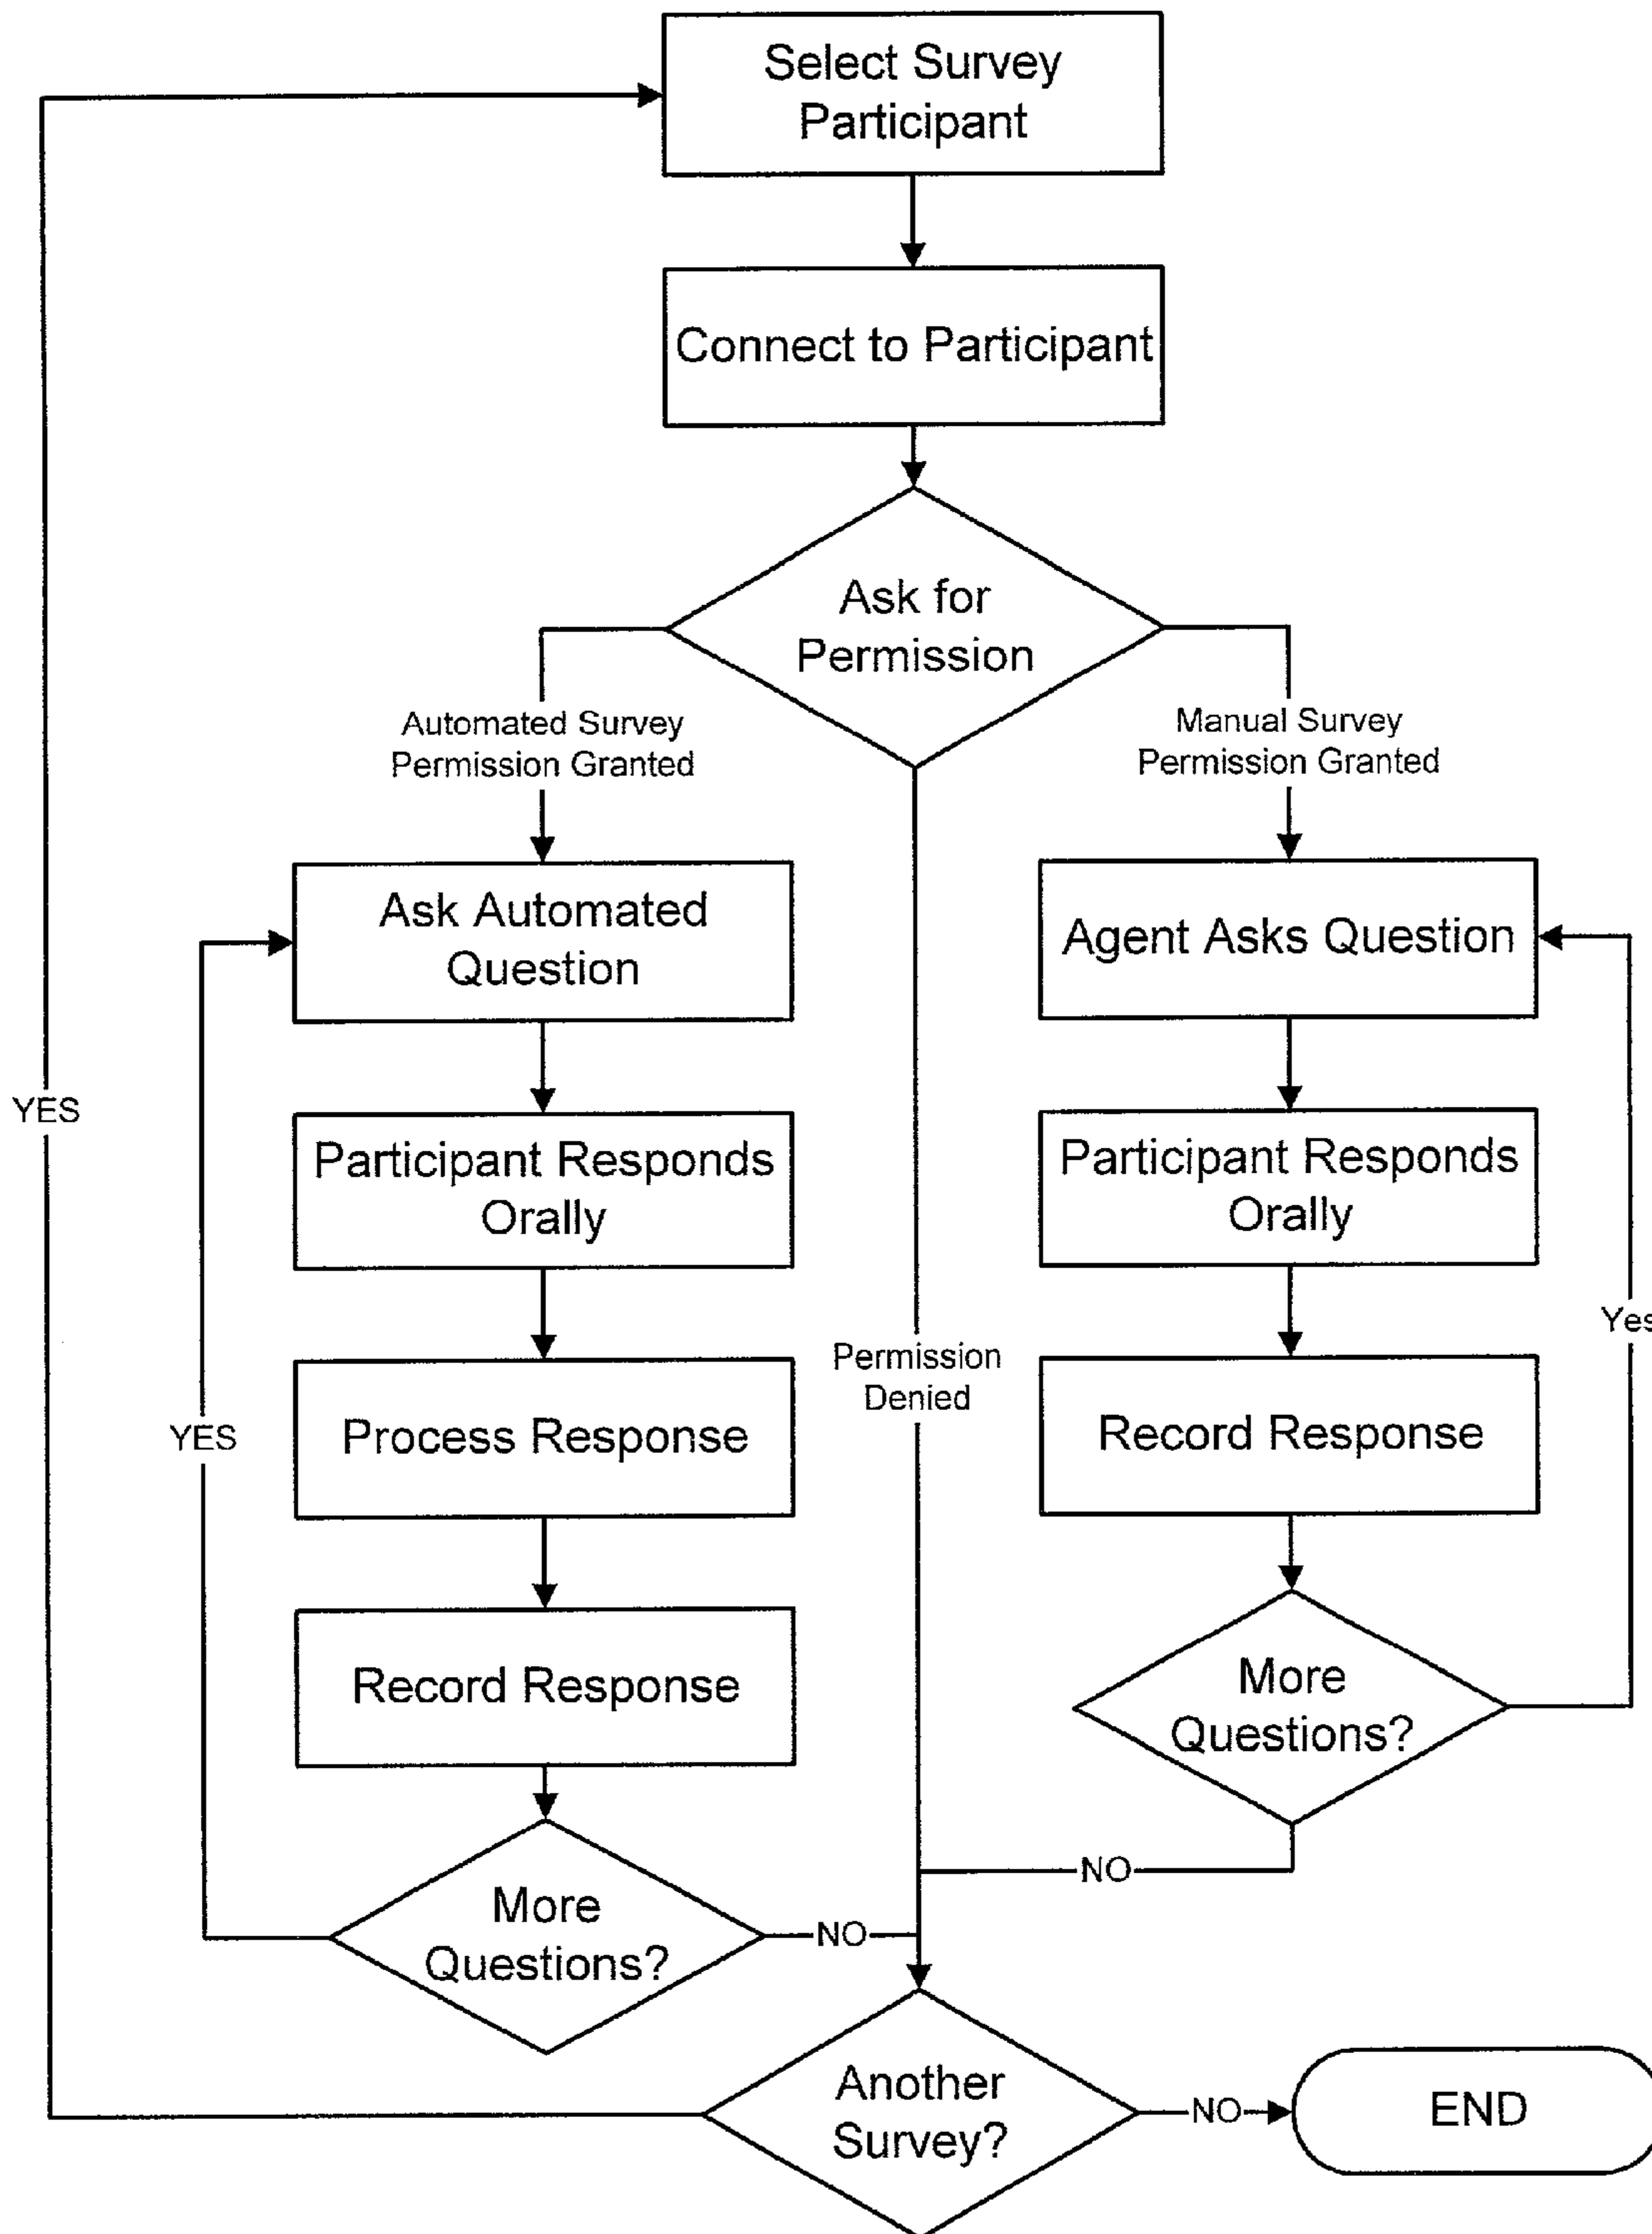 Select Survey
Participant
Connect to Participant
Ask for
Permission
Automated Survey
Permission Granted
Manual Survey
Permission Granted
Ask Automated
Question
Agent Asks Question
YES
Participant Responds
Orally
Participant Responds
Orally
Yes
Permission
Denied
Process Response
YES
Record Response
Record Response
More
Questions?
NO
More
Questions?
NO
Another
Survey?
NO
END